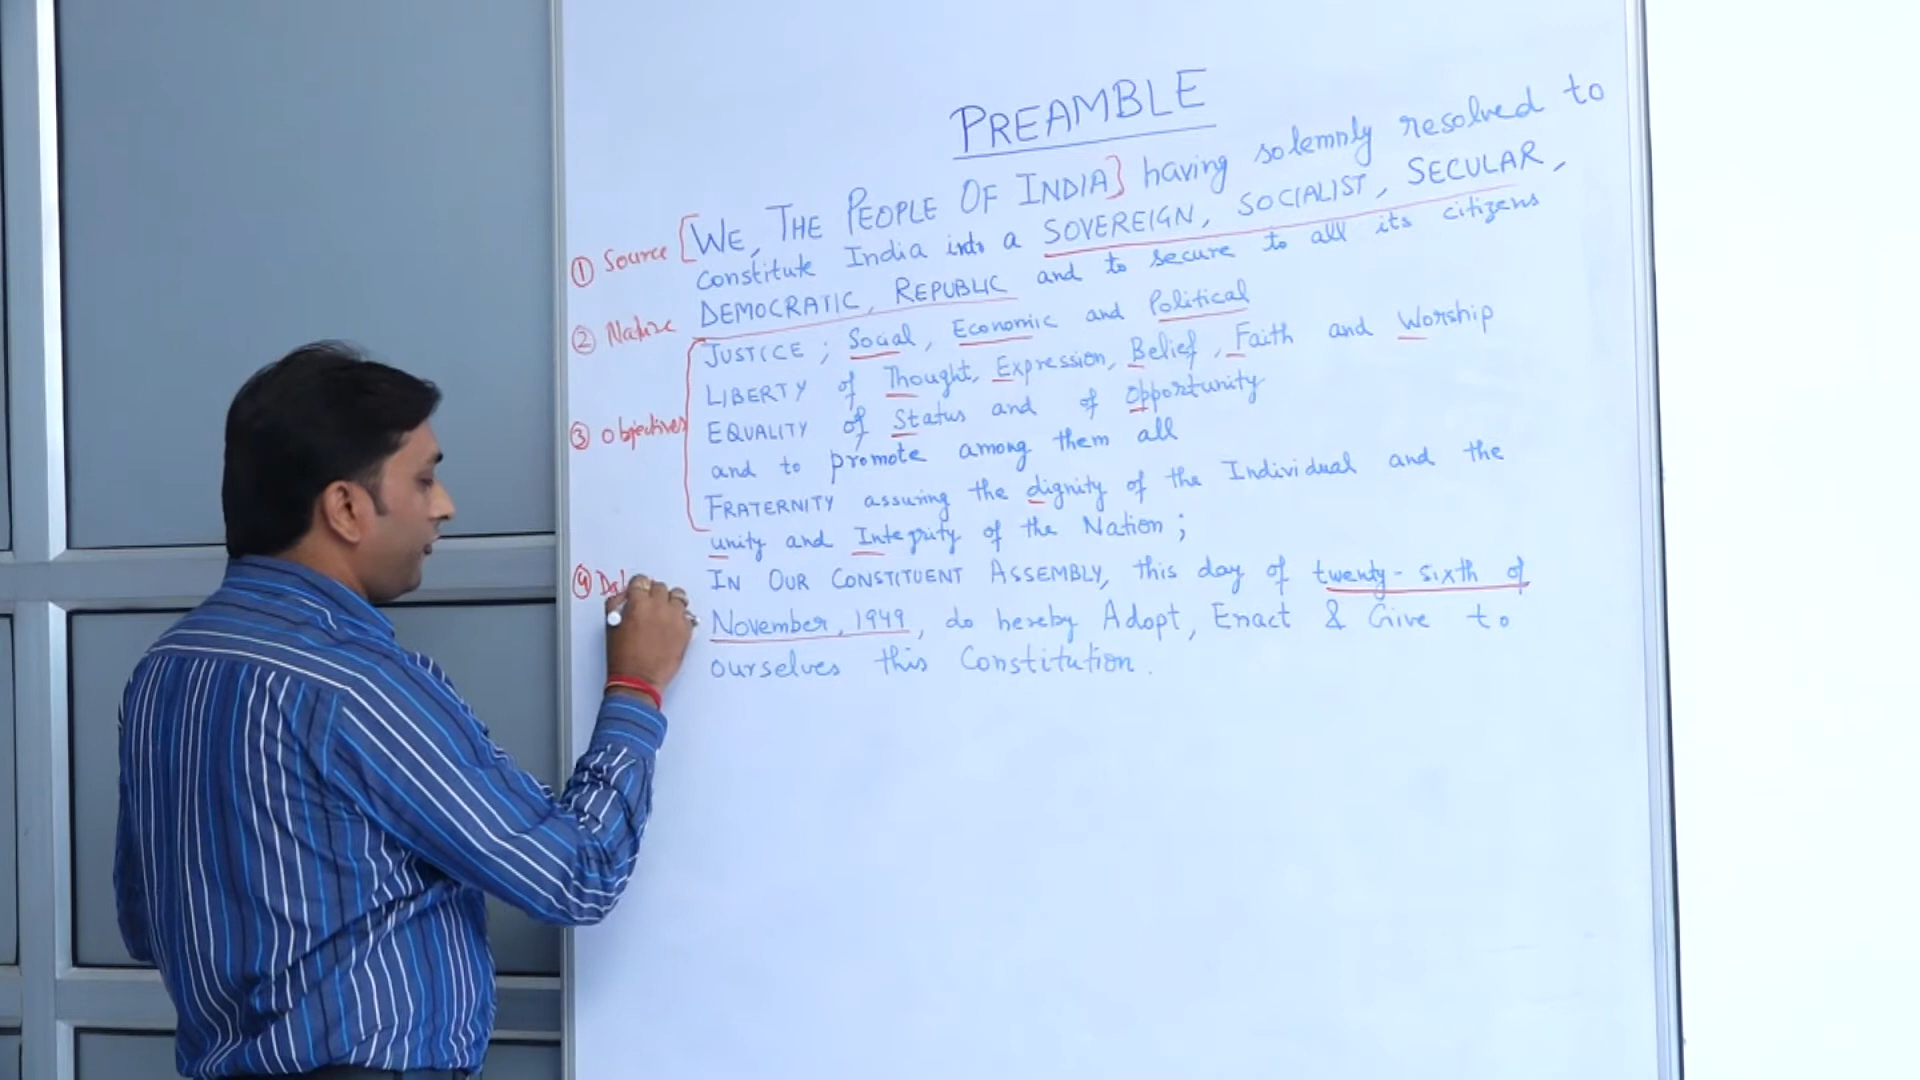 PREAMBLE
① Source [WE, THE PEOPLE OF INDIA] having solemnly resolved to
constitute India into a SOVEREIGN, SOCIALIST, SECULAR,
② Nature DEMOCRATIC, REPUBLIC and to secure to all its citizens
JUSTICE ; Social, Economic and Political
LIBERTY of Thought, Expression, Belief, Faith and Worship
③ Objectives EQUALITY of Status and of Opportunity
and to promote among them all
FRATERNITY assuring the dignity of the Individual and the
unity and Integrity of the Nation ;
④ IN OUR CONSTITUENT ASSEMBLY, this day of twenty-sixth of
November, 1949, do hereby Adopt, Enact & Give to
ourselves this Constitution.